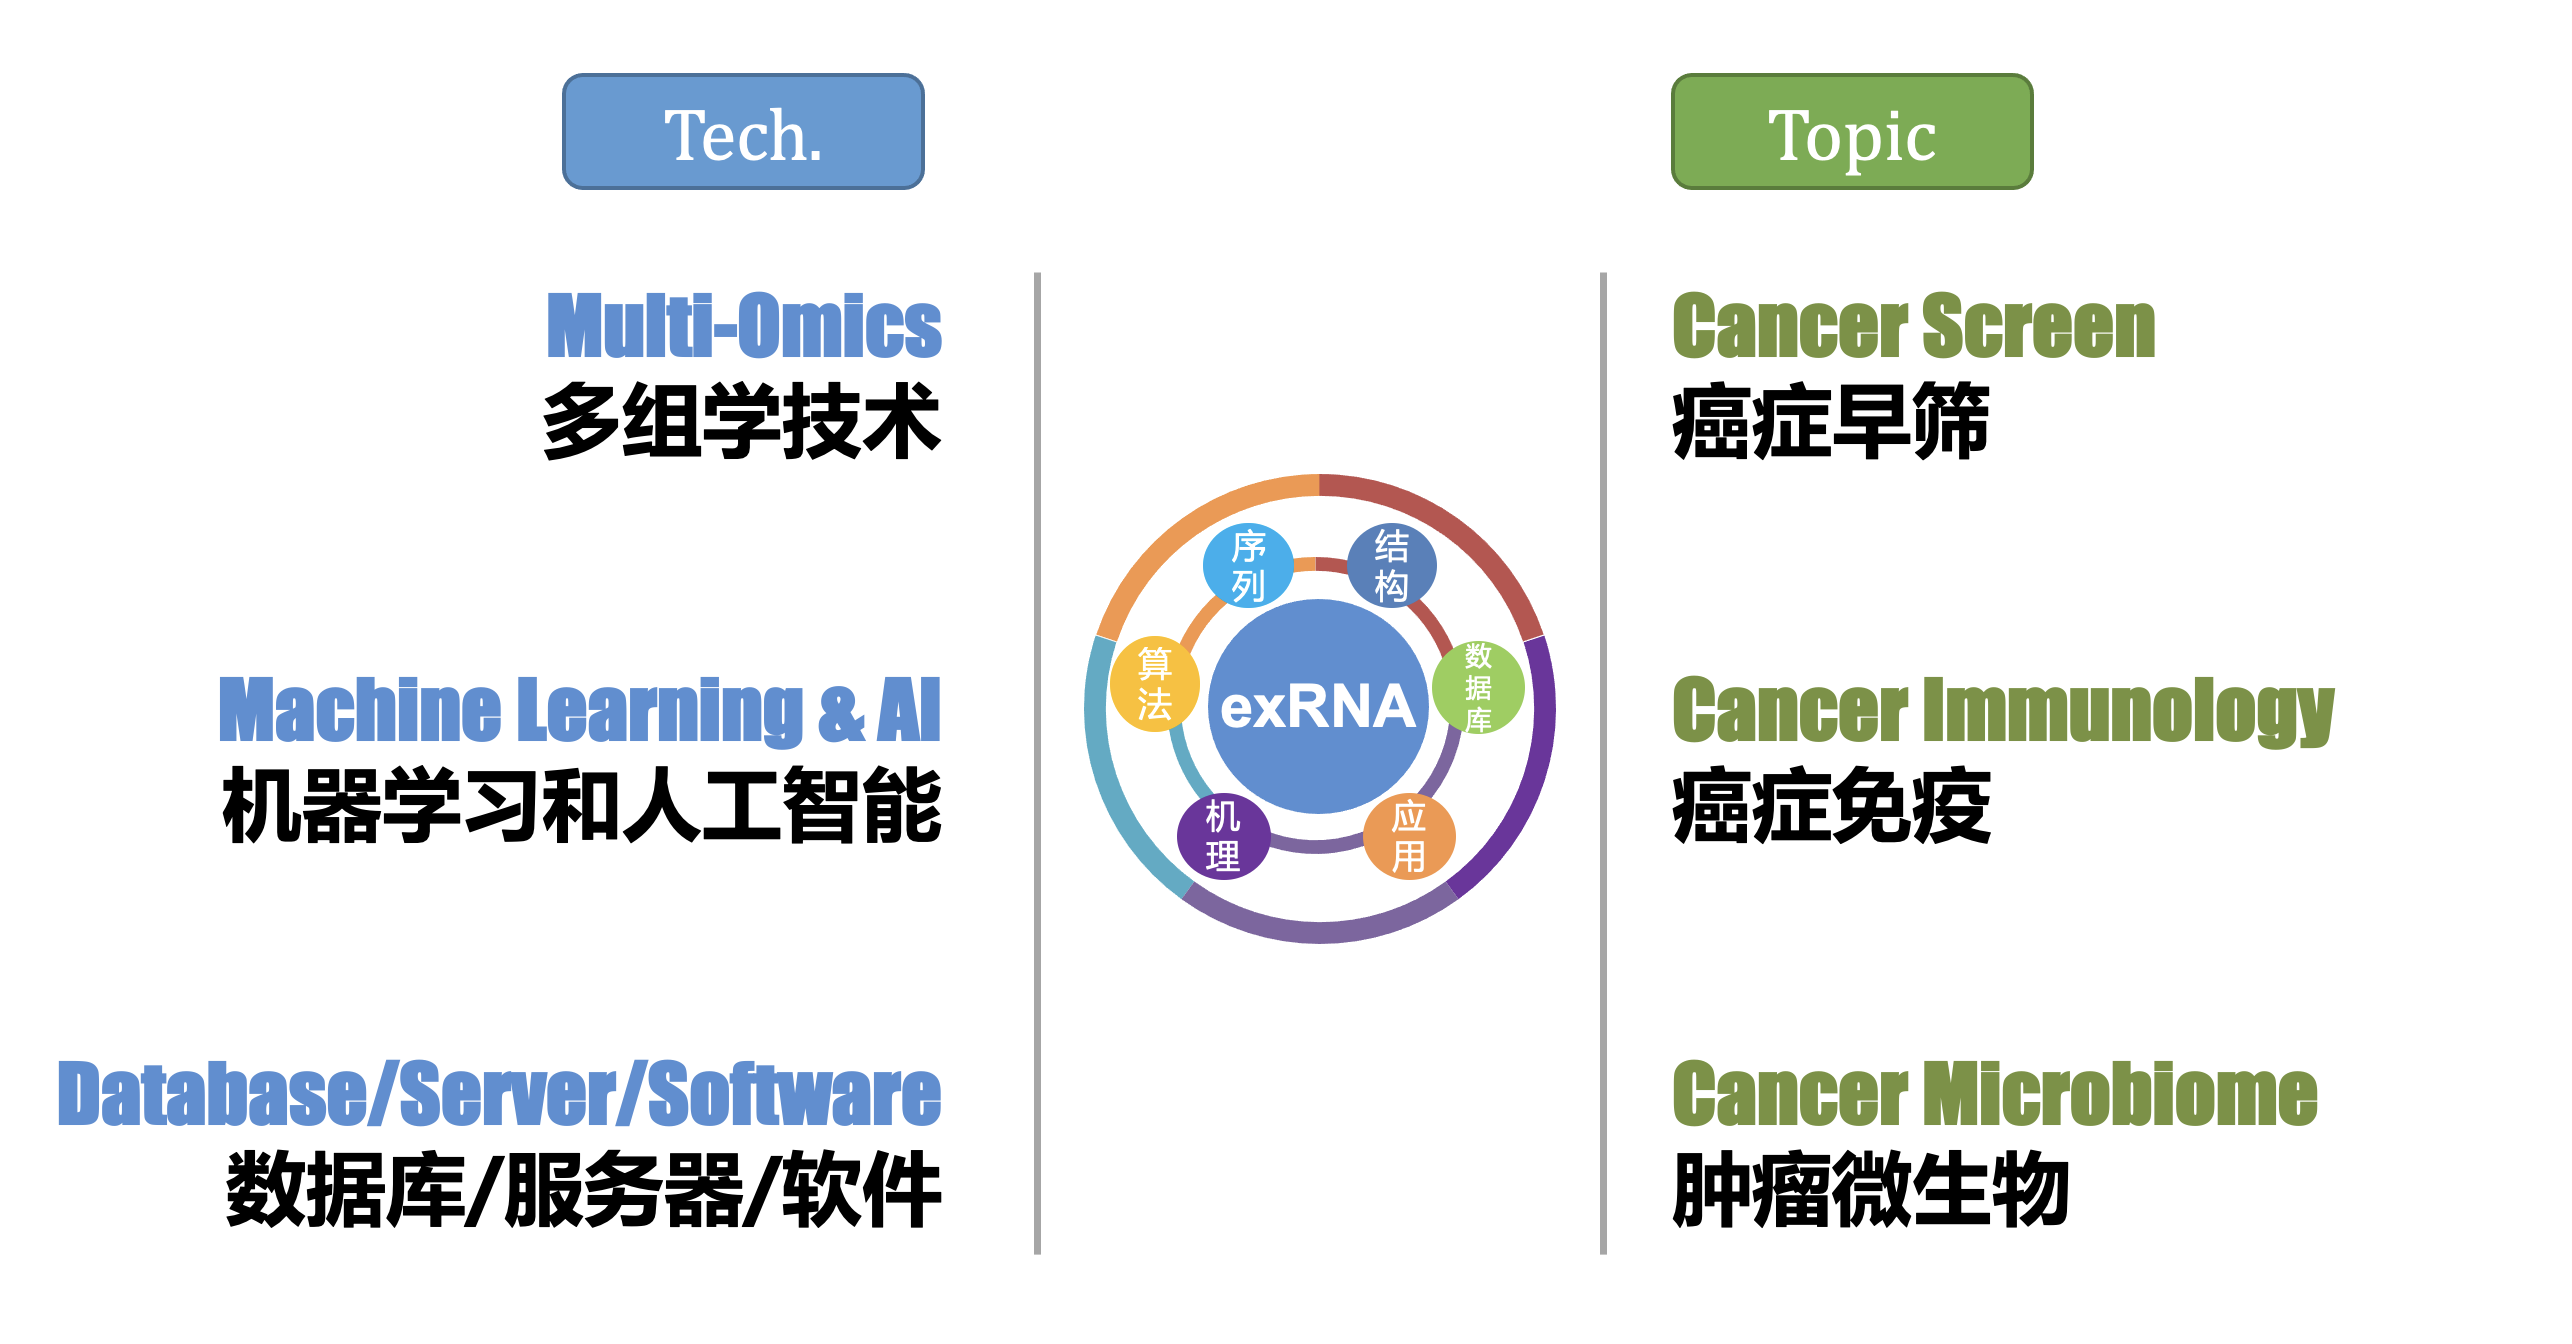 Tech.
Multi-Omics
多组学技术
Machine Learning & AI
机器学习和人工智能
Database/Server/Software
数据库/服务器/软件
序
列
结
构
算
法
exRNA
数
据
库
机
理
应
用
Topic
Cancer Screen
癌症早筛
Cancer Immunology
癌症免疫
Cancer Microbiome
肿瘤微生物